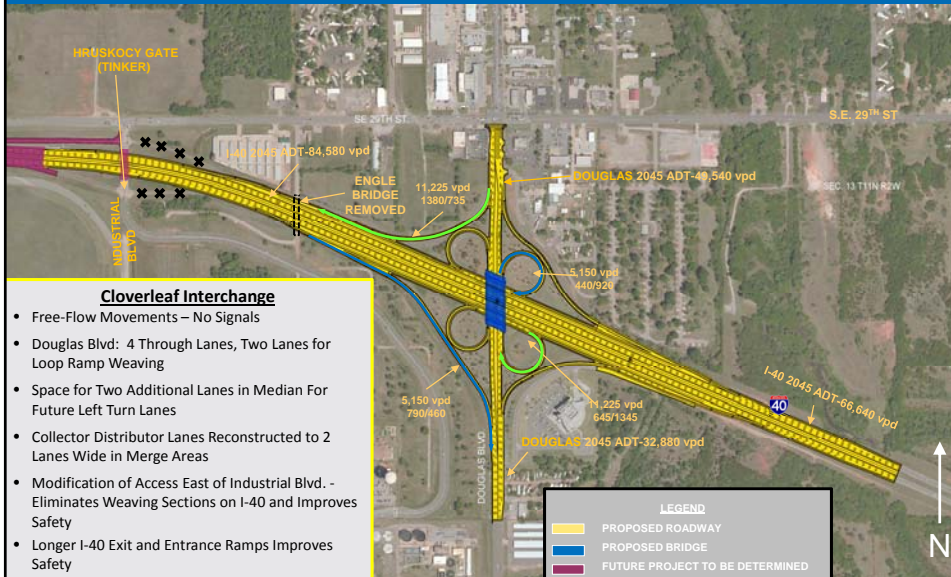 HRUSKOCY GATE
(TINKER)
SE 29TH ST.
S.E. 29TH ST
I-40 2045 ADT-84,580 vpd
11,225 vpd
1380/735
DOUGLAS 2045 ADT-49,540 vpd
ENGLE
BRIDGE
REMOVED
SEC. 13 T11N R2W
NDUSTRIAL
BLVD
5,150 vpd
440/920
Cloverleaf Interchange
• Free-Flow Movements – No Signals
• Douglas Blvd: 4 Through Lanes, Two Lanes for
Loop Ramp Weaving
• Space for Two Additional Lanes in Median For
Future Left Turn Lanes
• Collector Distributor Lanes Reconstructed to 2
Lanes Wide in Merge Areas
• Modification of Access East of Industrial Blvd. -
Eliminates Weaving Sections on I-40 and Improves
Safety
• Longer I-40 Exit and Entrance Ramps Improves
Safety
5,150 vpd
790/460
11,225 vpd
645/1345
I-40 2045 ADT-66,640 vpd
40
DOUGLAS BLVD
DOUGLAS 2045 ADT-32,880 vpd
LEGEND
PROPOSED ROADWAY
PROPOSED BRIDGE
FUTURE PROJECT TO BE DETERMINED
N